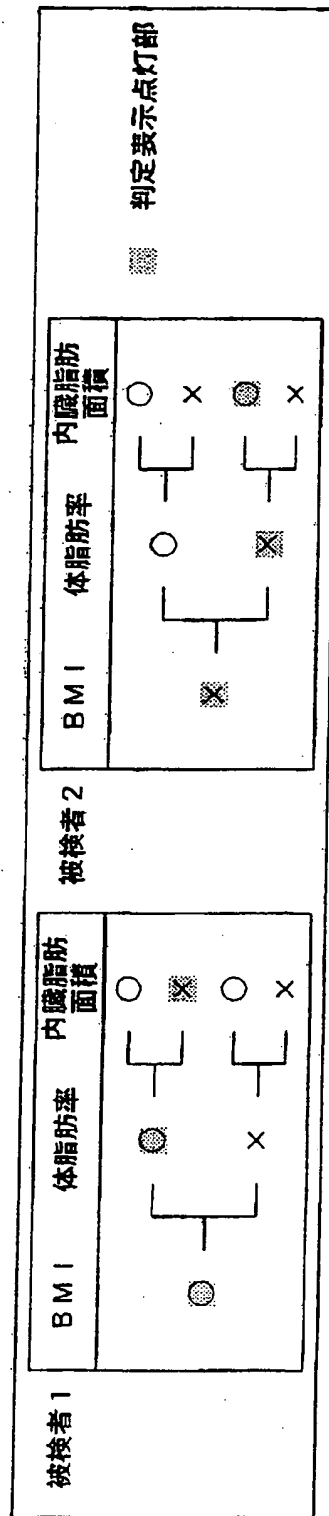 被検者1
BMI 体脂肪率 内臓脂肪
面積
○
○ ×
○
× ○
×
被検者2
BMI 体脂肪率 内臓脂肪
面積
○
○ ×
×
× ○
×
判定表示点灯部